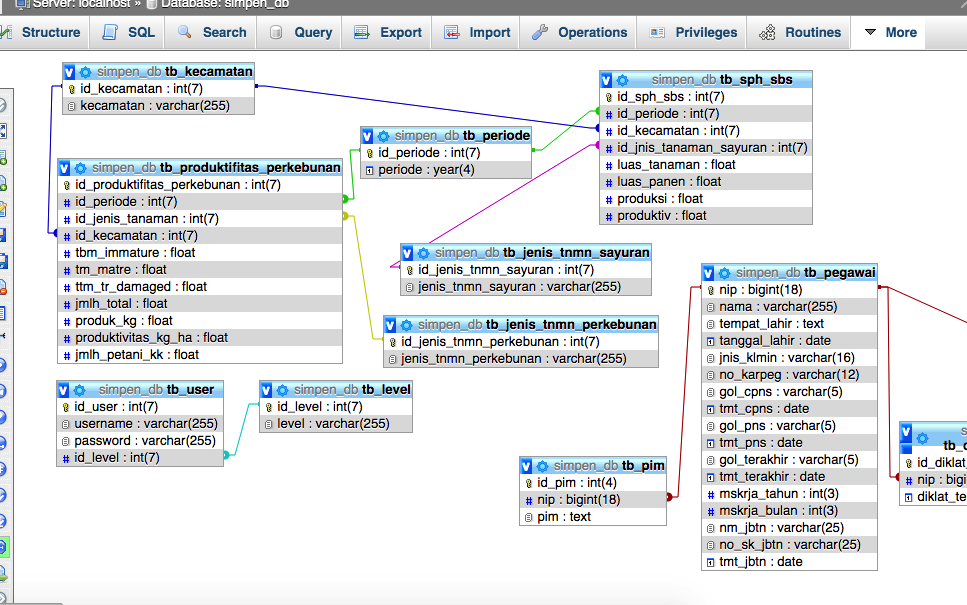 Server: localhost » Database: simpen_db
Structure SQL Search Query Export Import Operations Privileges Routines More
simpen_db tb_kecamatan
id_kecamatan : int(7)
kecamatan : varchar(255)
simpen_db tb_sph_sbs
id_sph_sbs : int(7)
id_periode : int(7)
id_kecamatan : int(7)
id_jnis_tanaman_sayuran : int(7)
luas_tanaman : float
luas_panen : float
produksi : float
produktiv : float
simpen_db tb_periode
id_periode : int(7)
periode : year(4)
simpen_db tb_produktifitas_perkebunan
id_produktifitas_perkebunan : int(7)
id_periode : int(7)
id_jenis_tanaman : int(7)
id_kecamatan : int(7)
tbm_immature : float
tm_matre : float
ttm_tr_damaged : float
jmlh_total : float
produk_kg : float
produktivitas_kg_ha : float
jmlh_petani_kk : float
simpen_db tb_jenis_tnmn_sayuran
id_jenis_tnmn_sayuran : int(7)
jenis_tnmn_sayuran : varchar(255)
simpen_db tb_jenis_tnmn_perkebunan
id_jenis_tnmn_perkebunan : int(7)
jenis_tnmn_perkebunan : varchar(255)
simpen_db tb_pegawai
nip : bigint(18)
nama : varchar(255)
tempat_lahir : text
tanggal_lahir : date
jnis_klmin : varchar(16)
no_karpeg : varchar(12)
gol_cpns : varchar(5)
tmt_cpns : date
gol_pns : varchar(5)
tmt_pns : date
gol_terakhir : varchar(5)
tmt_terakhir : date
mskrja_tahun : int(3)
mskrja_bulan : int(3)
nm_jbtn : varchar(25)
no_sk_jbtn : varchar(25)
tmt_jbtn : date
simpen_db tb_user
id_user : int(7)
username : varchar(255)
password : varchar(255)
id_level : int(7)
simpen_db tb_level
id_level : int(7)
level : varchar(255)
simpen_db tb_pim
id_pim : int(4)
nip : bigint(18)
pim : text
id_diklat
nip : bigi
diklat_te